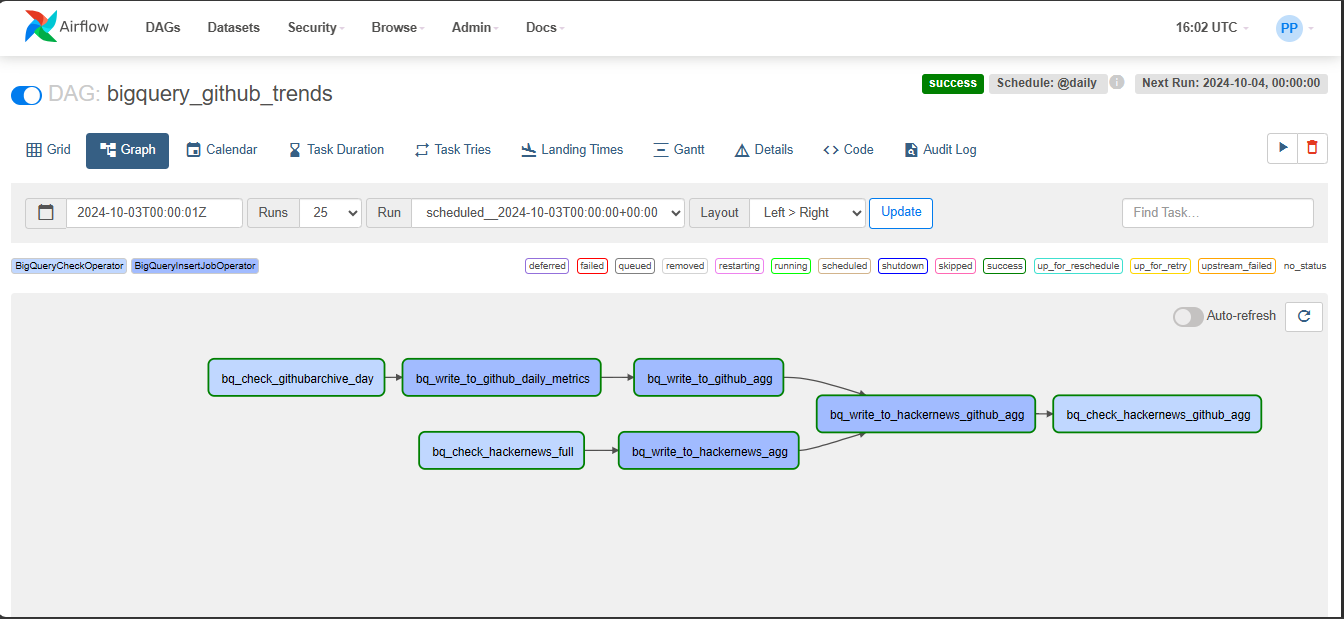 Airflow DAGs Datasets Security Browse Admin Docs 16:02 UTC PP
DAG: bigquery_github_trends success Schedule: @daily i Next Run: 2024-10-04, 00:00:00
Grid Graph Calendar Task Duration Task Tries Landing Times Gantt Details Code Audit Log
2024-10-03T00:00:01Z Runs 25 Run scheduled__2024-10-03T00:00:00+00:00 Layout Left > Right Update Find Task...
BigQueryCheckOperator BigQueryInsertJobOperator deferred failed queued removed restarting running scheduled shutdown skipped success up_for_reschedule up_for_retry upstream_failed no_status
Auto-refresh
bq_check_githubarchive_day bq_write_to_github_daily_metrics bq_write_to_github_agg
bq_write_to_hackernews_github_agg bq_check_hackernews_github_agg
bq_check_hackernews_full bq_write_to_hackernews_agg